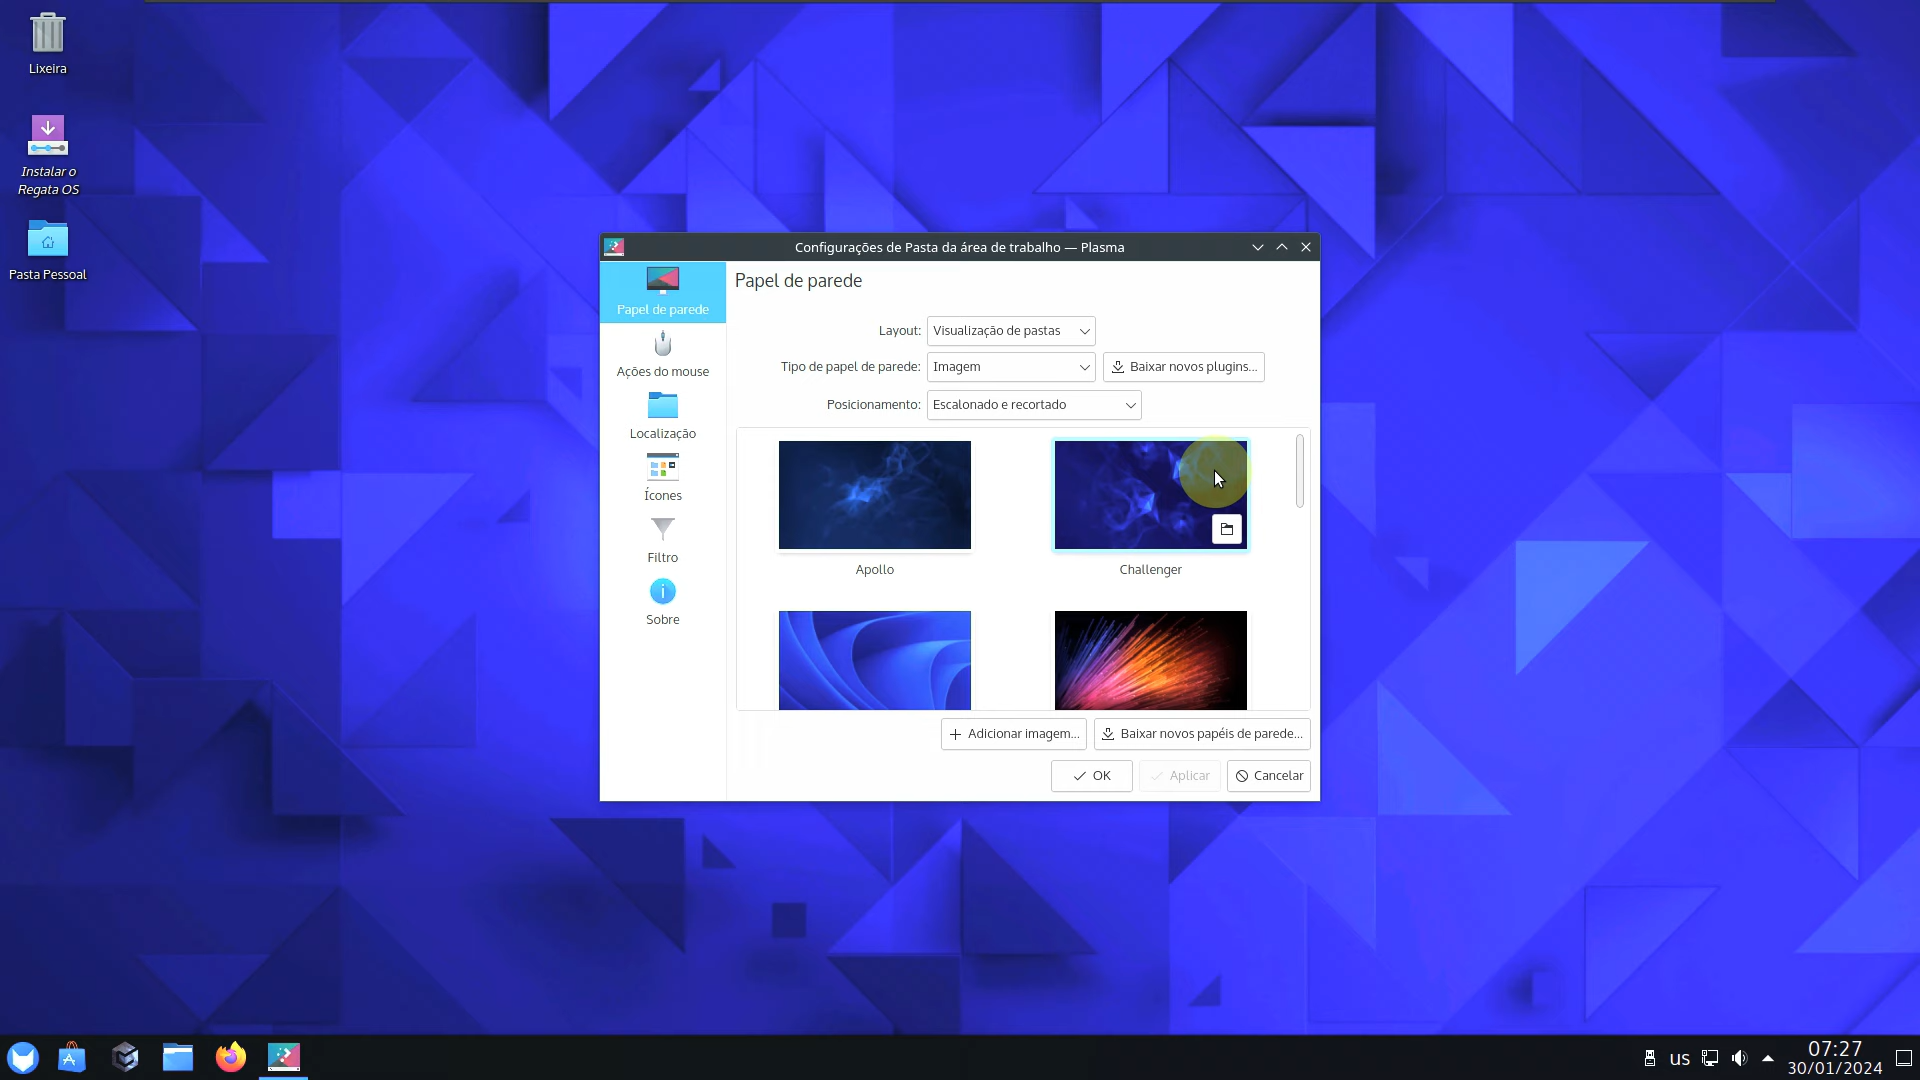 Lixeira
Instalar o
Regata OS
Pasta Pessoal
Configurações de Pasta da área de trabalho — Plasma
Papel de parede
Ações do mouse
Localização
Ícones
Filtro
Sobre
Papel de parede
Layout: Visualização de pastas
Tipo de papel de parede: Imagem Baixar novos plugins...
Posicionamento: Escalonado e recortado
Apollo
Challenger
Adicionar imagem... Baixar novos papéis de parede...
OK Aplicar Cancelar
us
07:27
30/01/2024